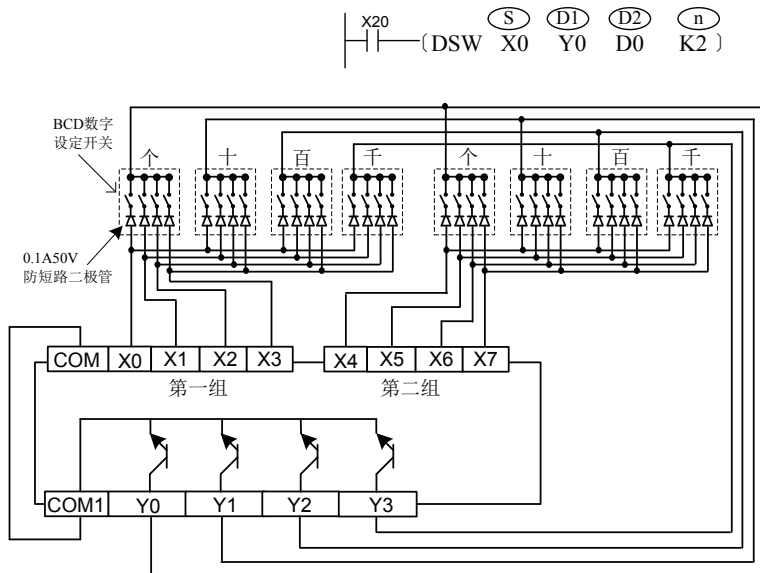 S D1 D2 n
X20
〔DSW X0 Y0 D0 K2〕
BCD数字
设定开关
个 十 百 千 个 十 百 千
0.1A50V
防短路二极管
COM X0 X1 X2 X3 X4 X5 X6 X7
第一组 第二组
COM1 Y0 Y1 Y2 Y3